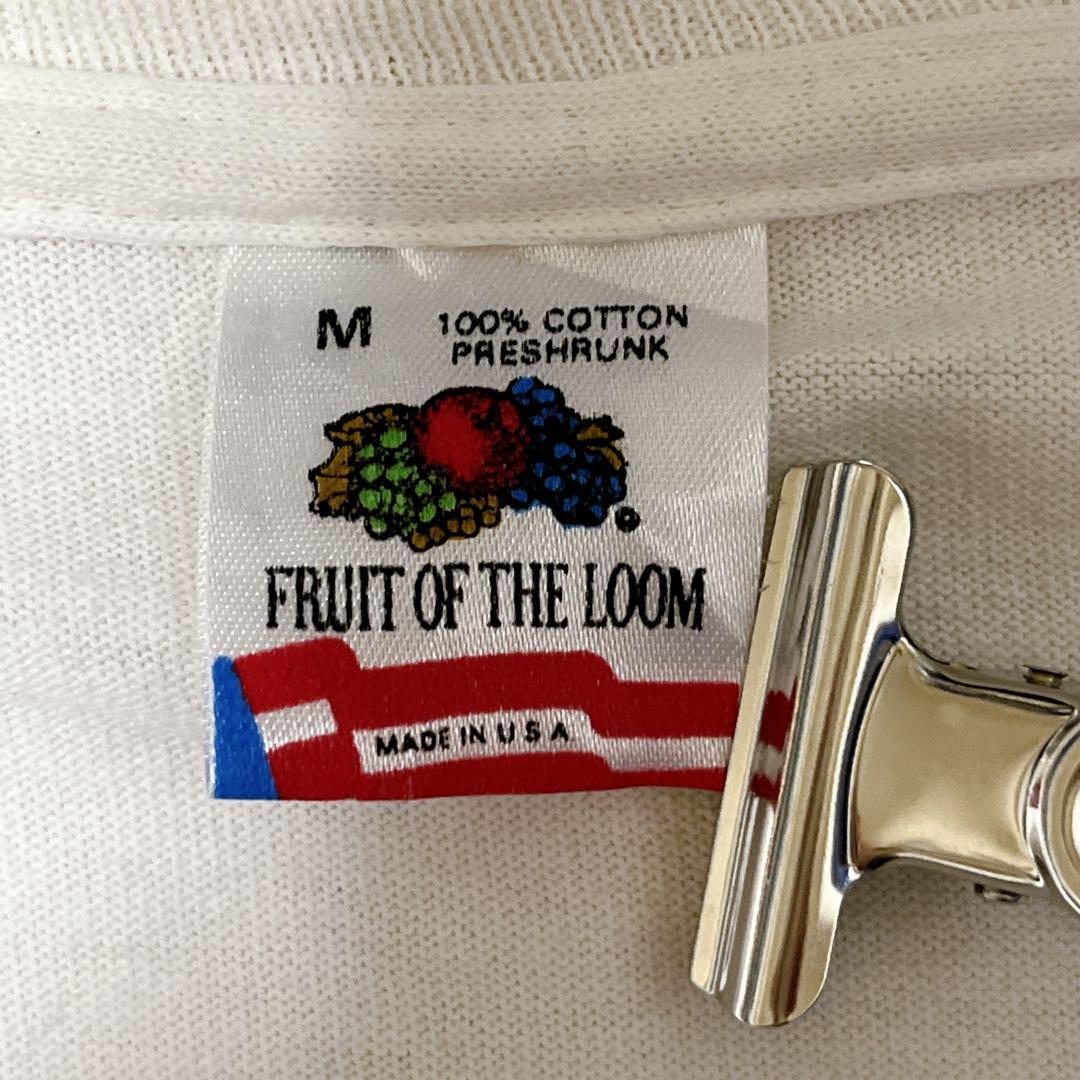 M
100% COTTON
PRESHRUNK
FRUIT OF THE LOOM
MADE IN U S A